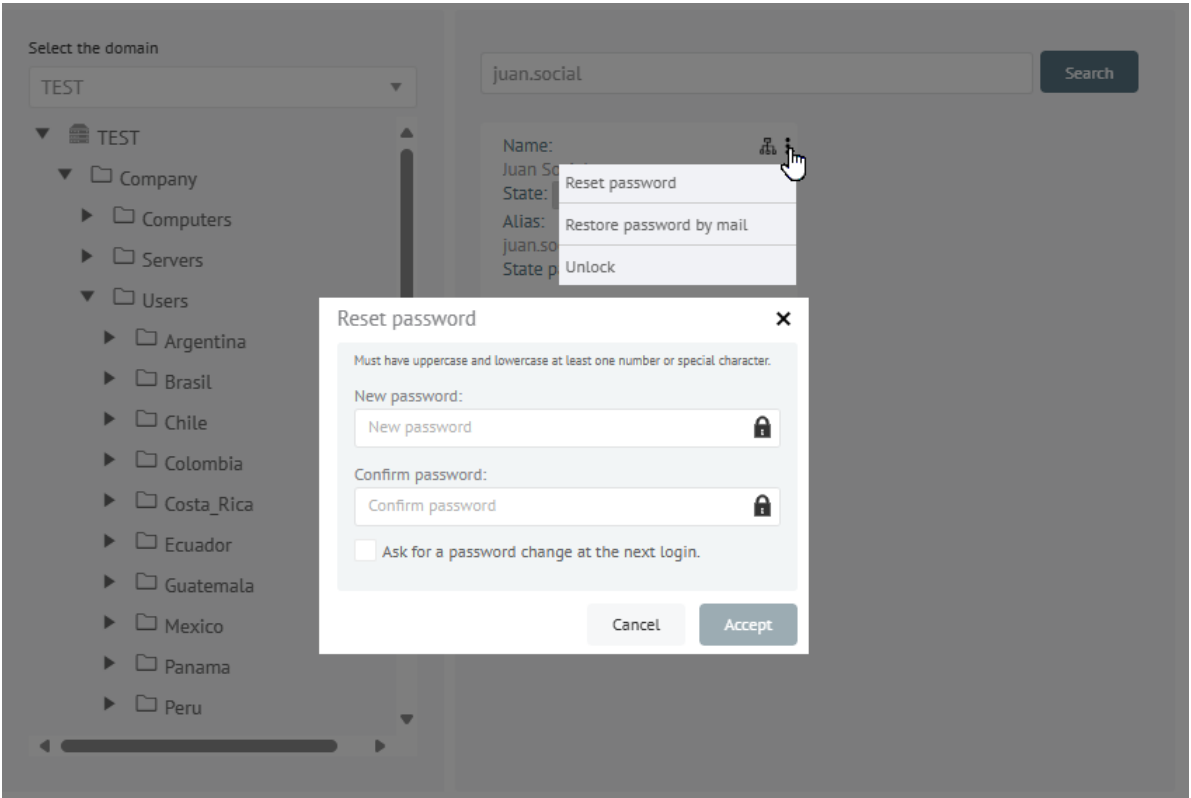 Select the domain
TEST
TEST
Company
Computers
Servers
Users
Argentina
Brasil
Chile
Colombia
Costa_Rica
Ecuador
Guatemala
Mexico
Panama
Peru
juan.social
Search
Name:
Juan
State:
Alias:
State
Reset password
Restore password by mail
Unlock
Reset password
Must have uppercase and lowercase at least one number or special character.
New password:
New password
Confirm password:
Confirm password
Ask for a password change at the next login.
Cancel
Accept